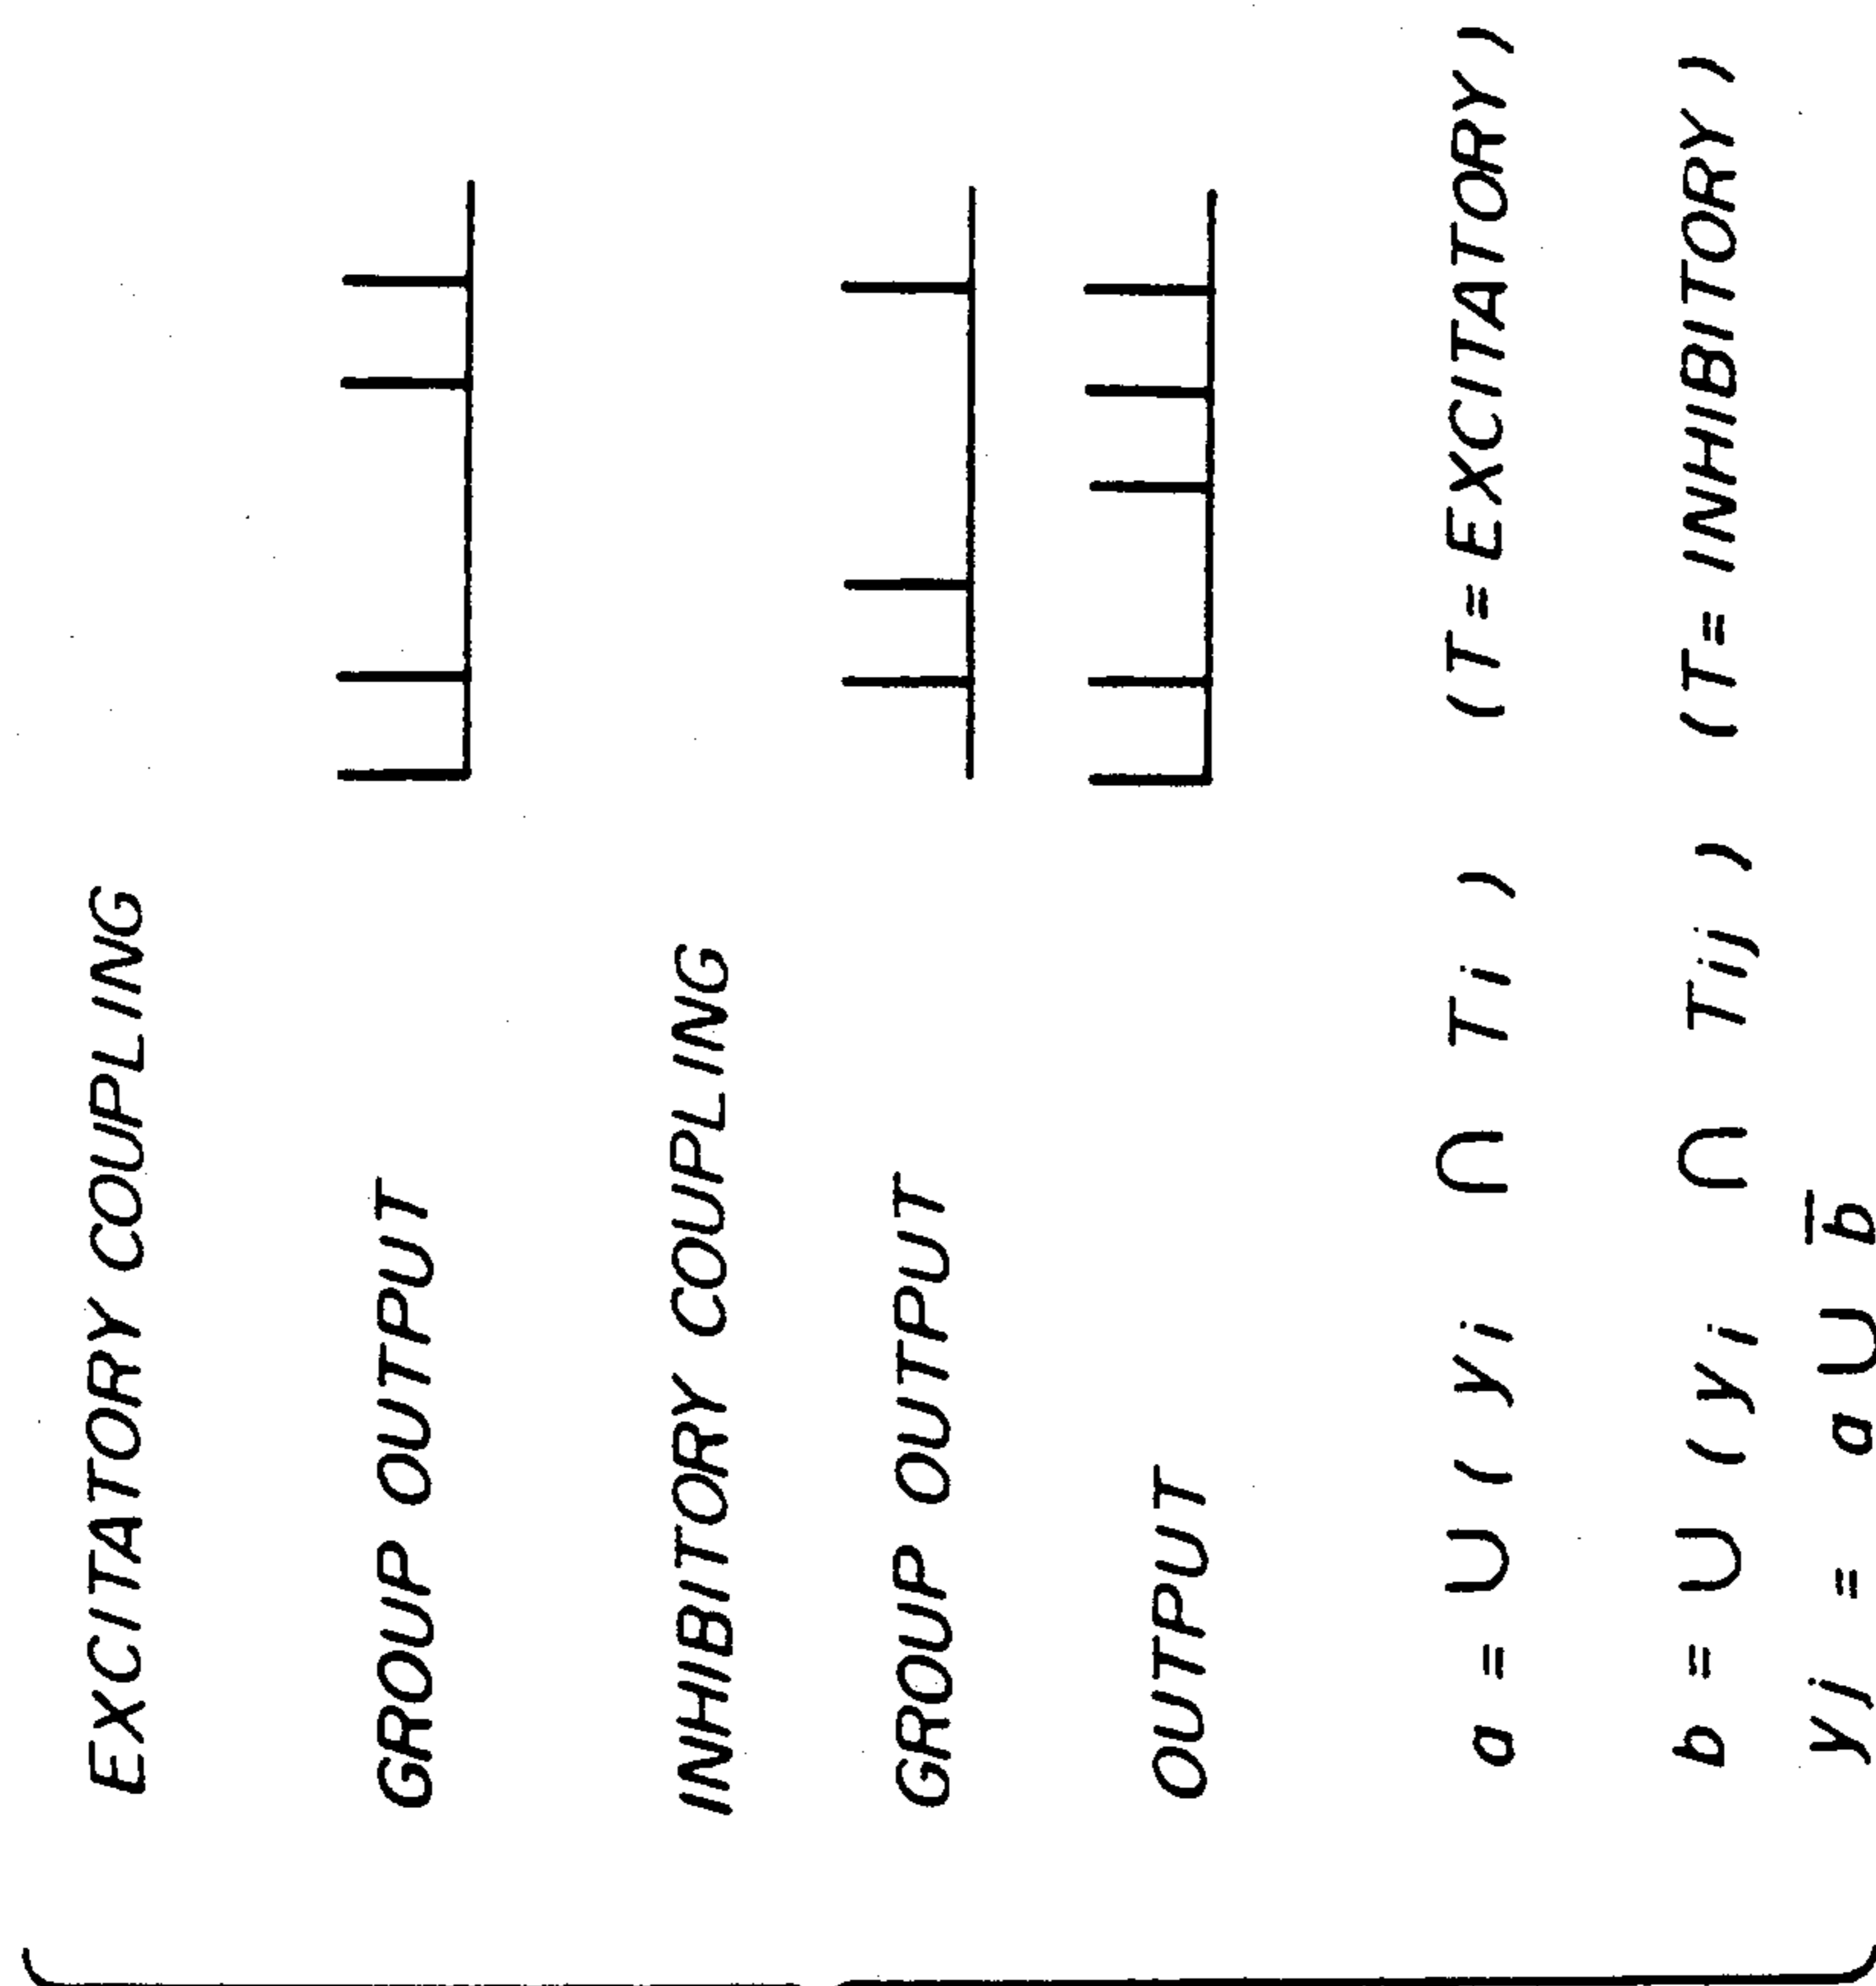 EXCITATORY COUPLING
GROUP OUTPUT
INHIBITORY COUPLING
GROUP OUTPUT
OUTPUT
a = ∪ ( yi ∩ Ti ) (T=EXCITATORY)
b = ∪ ( yi ∩ Tij ) (T= INHIBITORY)
yj = a ∪ b̅